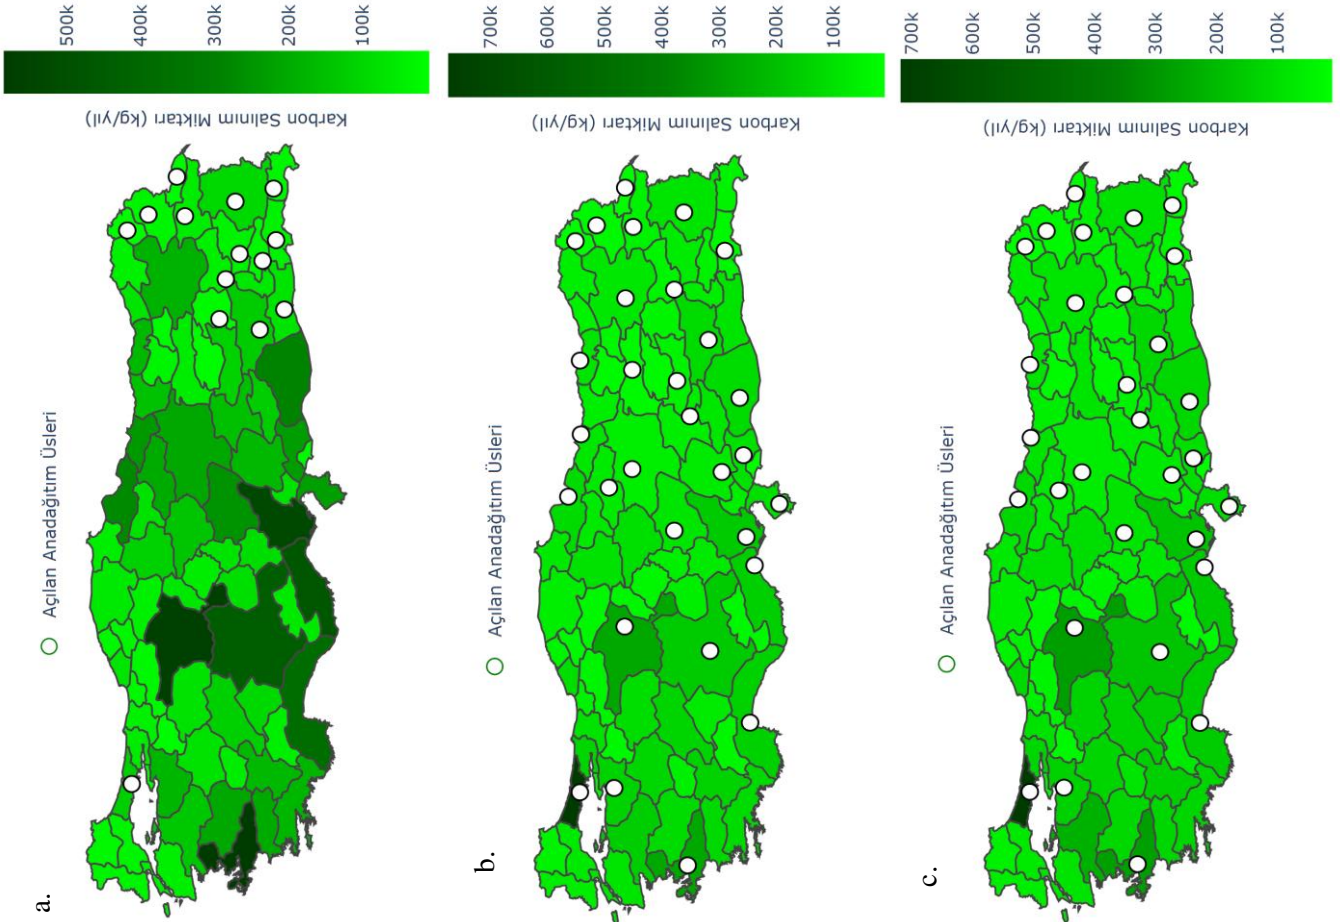 a.
Açılan Anadağıtım Üsleri
Karbon Salınım Miktarı (kg/yıl)
500k
400k
300k
200k
100k
b.
Açılan Anadağıtım Üsleri
Karbon Salınım Miktarı (kg/yıl)
700k
600k
500k
400k
300k
200k
100k
c.
Açılan Anadağıtım Üsleri
Karbon Salınım Miktarı (kg/yıl)
700k
600k
500k
400k
300k
200k
100k